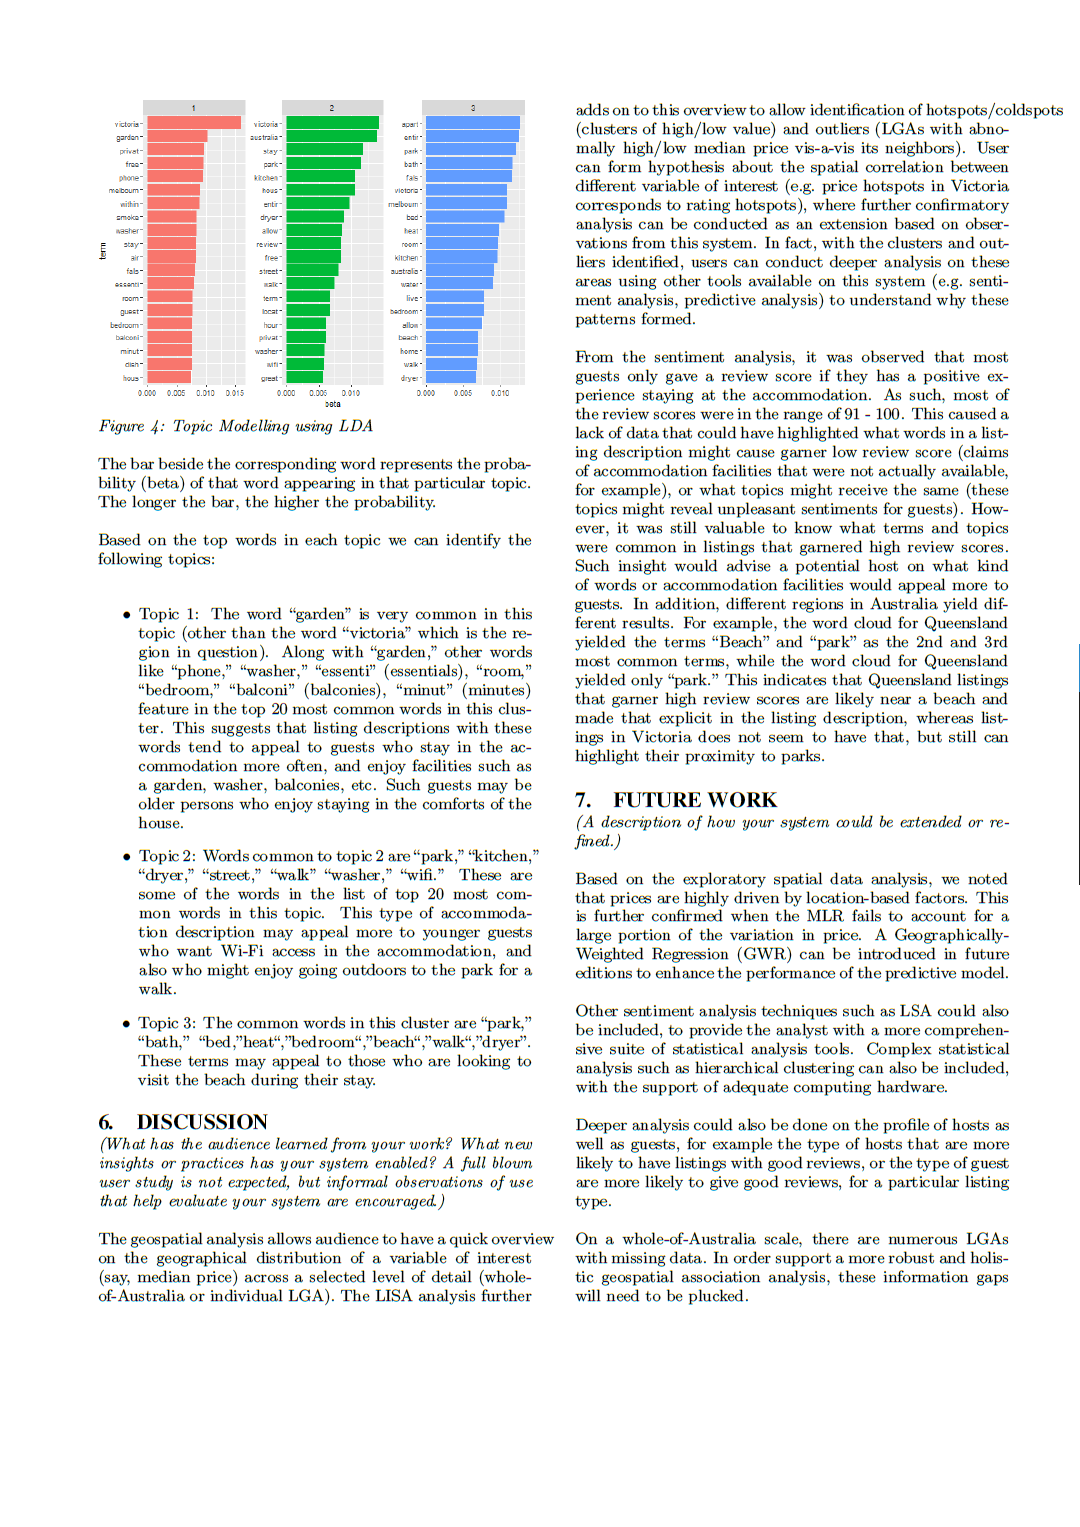 1
2
3
term
victoria
garden
privat
free
phone
melbourn
within
smoke
washer
stay
air
fals
essenti
room
guest
bedroom
balconi
minut
dish
hous
victoria
australia
stay
park
kitchen
hous
entir
dryer
allow
review
free
street
walk
term
locat
hour
privat
washer
wifi
great
apart
entir
park
bath
fals
victoria
melbourn
bed
heat
room
kitchen
australia
water
live
bedroom
allow
beach
home
walk
dryer
0.000 0.005 0.010 0.015
0.000 0.005 0.010
0.000 0.005 0.010
beta
Figure 4: Topic Modelling using LDA
The bar beside the corresponding word represents the proba-
bility (beta) of that word appearing in that particular topic.
The longer the bar, the higher the probability.
Based on the top words in each topic we can identify the
following topics:
• Topic 1: The word “garden” is very common in this
topic (other than the word “victoria” which is the re-
gion in question). Along with “garden,” other words
like “phone,” “washer,” “essenti” (essentials), “room,”
“bedroom,” “balconi” (balconies), “minut” (minutes)
feature in the top 20 most common words in this clus-
ter. This suggests that listing descriptions with these
words tend to appeal to guests who stay in the ac-
commodation more often, and enjoy facilities such as
a garden, washer, balconies, etc. Such guests may be
older persons who enjoy staying in the comforts of the
house.
• Topic 2: Words common to topic 2 are “park,” “kitchen,”
“dryer,” “street,” “walk” “washer,” “wifi.” These are
some of the words in the list of top 20 most com-
mon words in this topic. This type of accommoda-
tion description may appeal more to younger guests
who want Wi-Fi access in the accommodation, and
also who might enjoy going outdoors to the park for a
walk.
• Topic 3: The common words in this cluster are “park,”
“bath,” “bed,”heat“,”bedroom“,”beach“,”walk“,”dryer”.
These terms may appeal to those who are looking to
visit the beach during their stay.
6. DISCUSSION
(What has the audience learned from your work? What new
insights or practices has your system enabled? A full blown
user study is not expected, but informal observations of use
that help evaluate your system are encouraged.)
The geospatial analysis allows audience to have a quick overview
on the geographical distribution of a variable of interest
(say, median price) across a selected level of detail (whole-
of-Australia or individual LGA). The LISA analysis further
adds on to this overview to allow identification of hotspots/coldspots
(clusters of high/low value) and outliers (LGAs with abno-
mally high/low median price vis-a-vis its neighbors). User
can form hypothesis about the spatial correlation between
different variable of interest (e.g. price hotspots in Victoria
corresponds to rating hotspots), where further confirmatory
analysis can be conducted as an extension based on obser-
vations from this system. In fact, with the clusters and out-
liers identified, users can conduct deeper analysis on these
areas using other tools available on this system (e.g. senti-
ment analysis, predictive analysis) to understand why these
patterns formed.
From the sentiment analysis, it was observed that most
guests only gave a review score if they has a positive ex-
perience staying at the accommodation. As such, most of
the review scores were in the range of 91 - 100. This caused a
lack of data that could have highlighted what words in a list-
ing description might cause garner low review score (claims
of accommodation facilities that were not actually available,
for example), or what topics might receive the same (these
topics might reveal unpleasant sentiments for guests). How-
ever, it was still valuable to know what terms and topics
were common in listings that garnered high review scores.
Such insight would advise a potential host on what kind
of words or accommodation facilities would appeal more to
guests. In addition, different regions in Australia yield dif-
ferent results. For example, the word cloud for Queensland
yielded the terms “Beach” and “park” as the 2nd and 3rd
most common terms, while the word cloud for Queensland
yielded only “park.” This indicates that Queensland listings
that garner high review scores are likely near a beach and
made that explicit in the listing description, whereas list-
ings in Victoria does not seem to have that, but still can
highlight their proximity to parks.
7. FUTURE WORK
(A description of how your system could be extended or re-
fined.)
Based on the exploratory spatial data analysis, we noted
that prices are highly driven by location-based factors. This
is further confirmed when the MLR fails to account for a
large portion of the variation in price. A Geographically-
Weighted Regression (GWR) can be introduced in future
editions to enhance the performance of the predictive model.
Other sentiment analysis techniques such as LSA could also
be included, to provide the analyst with a more comprehen-
sive suite of statistical analysis tools. Complex statistical
analysis such as hierarchical clustering can also be included,
with the support of adequate computing hardware.
Deeper analysis could also be done on the profile of hosts as
well as guests, for example the type of hosts that are more
likely to have listings with good reviews, or the type of guest
are more likely to give good reviews, for a particular listing
type.
On a whole-of-Australia scale, there are numerous LGAs
with missing data. In order support a more robust and holis-
tic geospatial association analysis, these information gaps
will need to be plucked.